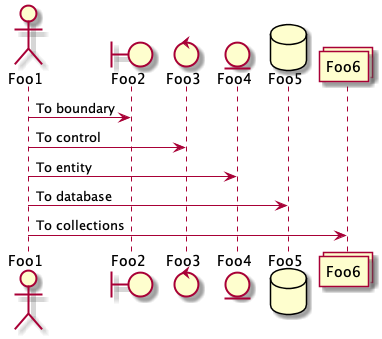 Foo1 Foo2 Foo3 Foo4 Foo5 Foo6
To boundary
To control
To entity
To database
To collections
Foo1 Foo2 Foo3 Foo4 Foo5 Foo6